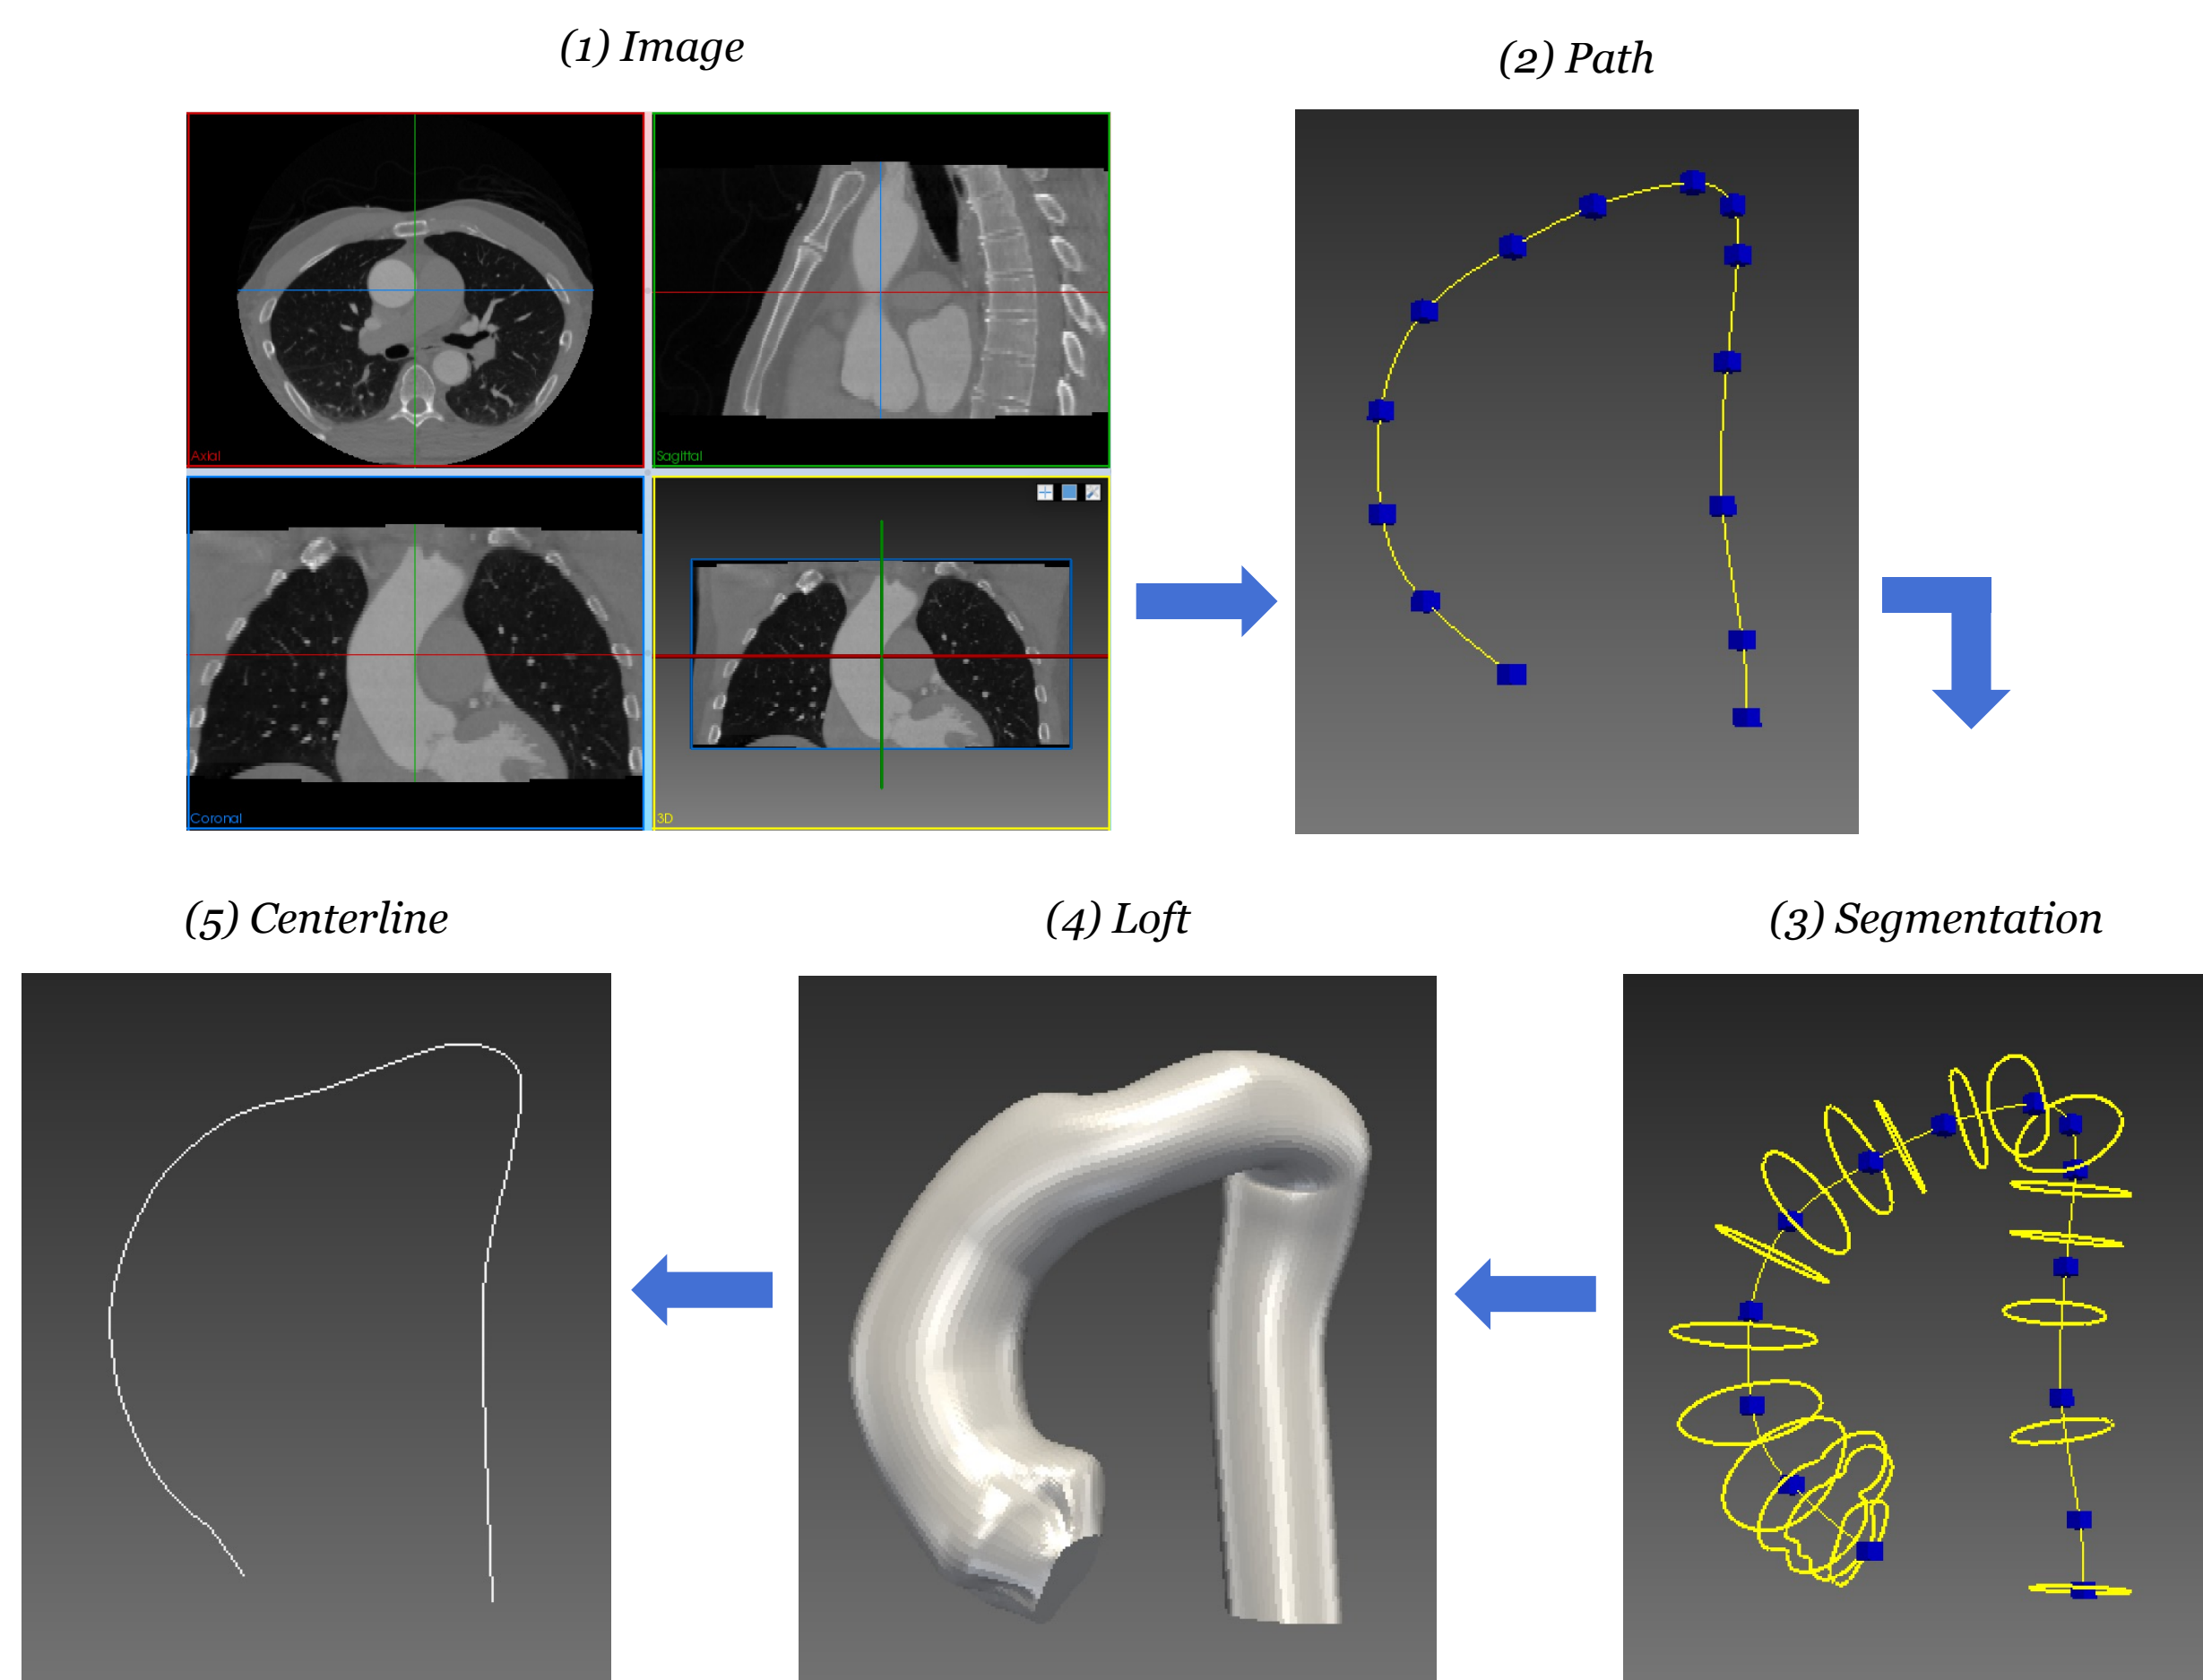 (1) Image
(2) Path
Axial
Sagittal
Coronal
3D
(5) Centerline
(4) Loft
(3) Segmentation